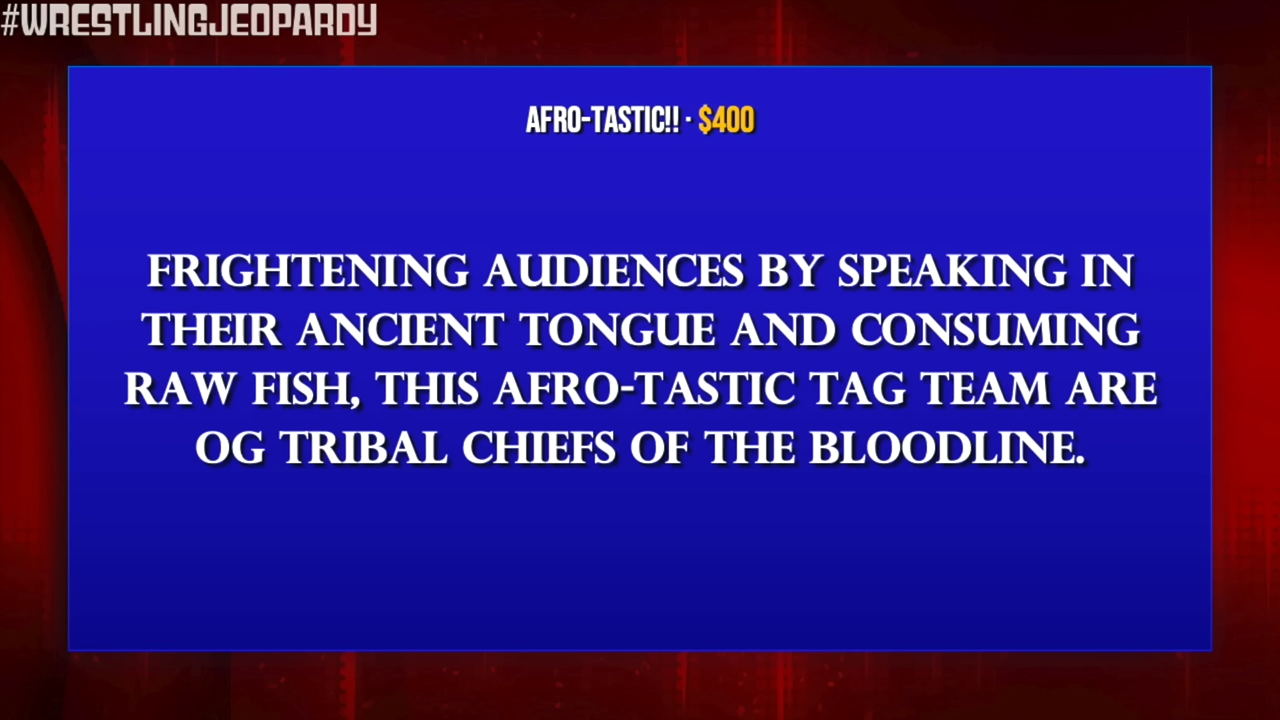 #WRESTLINGJEOPARDY
AFRO-TASTIC!! · $400
FRIGHTENING AUDIENCES BY SPEAKING IN
THEIR ANCIENT TONGUE AND CONSUMING
RAW FISH, THIS AFRO-TASTIC TAG TEAM ARE
OG TRIBAL CHIEFS OF THE BLOODLINE.